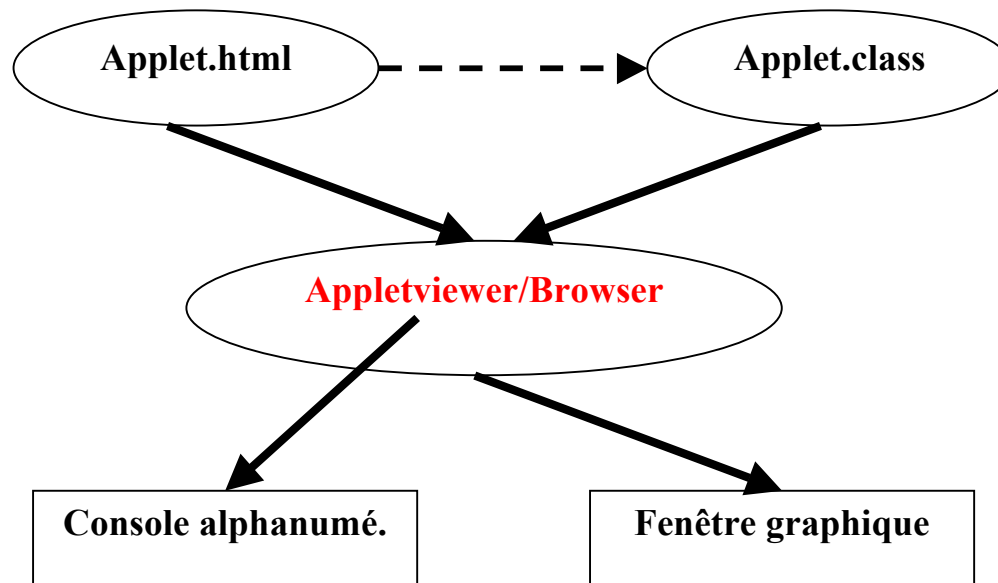 Applet.html
Applet.class
Appletviewer/Browser
Console alphanumé.
Fenêtre graphique